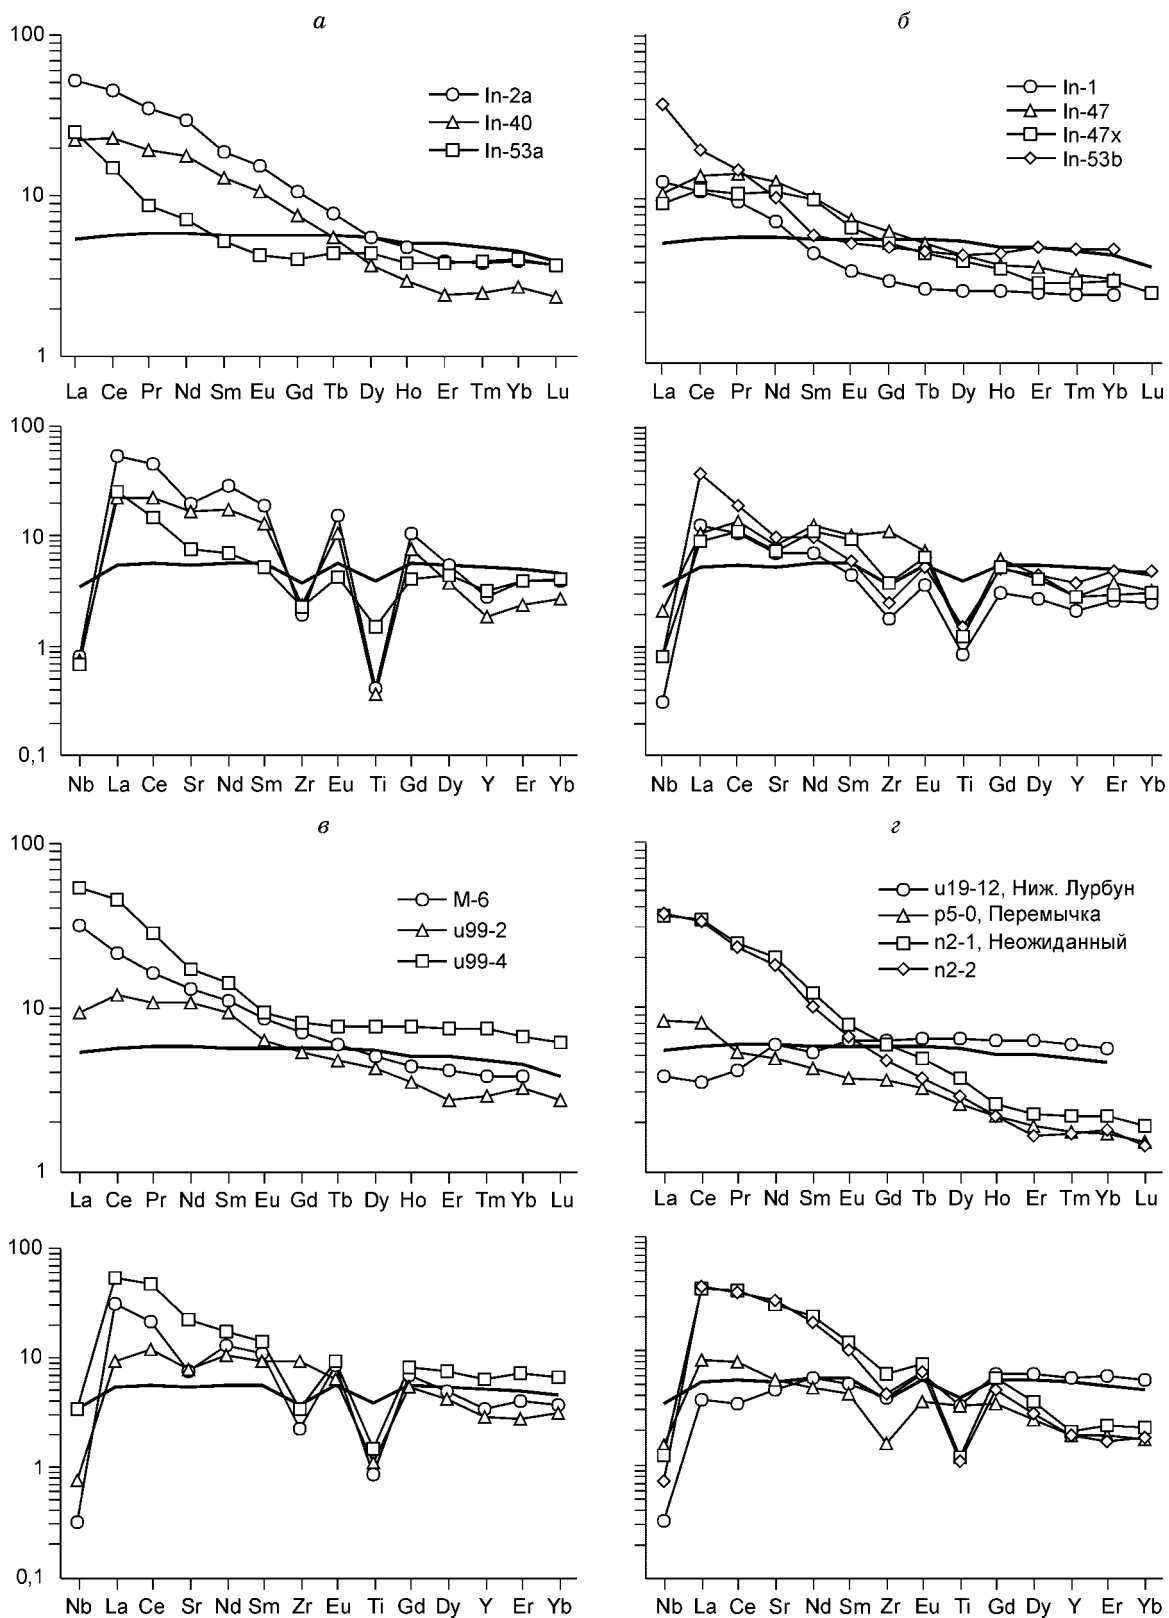 а
100
10
1
In-2a
In-40
In-53a
La Ce Pr Nd Sm Eu Gd Tb Dy Ho Er Tm Yb Lu
б
In-1
In-47
In-47x
In-53b
La Ce Pr Nd Sm Eu Gd Tb Dy Ho Er Tm Yb Lu
100
10
1
0,1
Nb La Ce Sr Nd Sm Zr Eu Ti Gd Dy Y Er Yb
Nb La Ce Sr Nd Sm Zr Eu Ti Gd Dy Y Er Yb
в
100
10
1
M-6
u99-2
u99-4
La Ce Pr Nd Sm Eu Gd Tb Dy Ho Er Tm Yb Lu
г
u19-12, Ниж. Лурбун
p5-0, Перемычка
n2-1, Неожиданный
n2-2
La Ce Pr Nd Sm Eu Gd Tb Dy Ho Er Tm Yb Lu
100
10
1
0,1
Nb La Ce Sr Nd Sm Zr Eu Ti Gd Dy Y Er Yb
Nb La Ce Sr Nd Sm Zr Eu Ti Gd Dy Y Er Yb